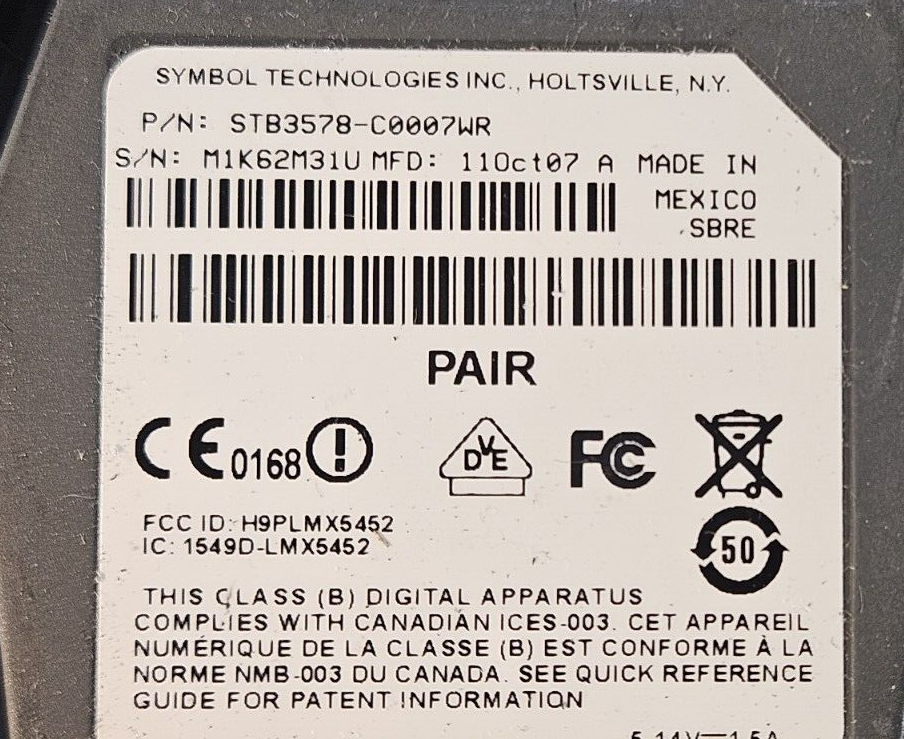 SYMBOL TECHNOLOGIES INC., HOLTSVILLE, N.Y.
P/N: STB3578-C0007WR
S/N: M1K62M31U MFD: 11Oct07 A MADE IN
MEXICO
SBRE
PAIR
CE 0168
VDE
FC
50
FCC ID: H9PLMX5452
IC: 1549D-LMX5452
THIS CLASS (B) DIGITAL APPARATUS
COMPLIES WITH CANADIAN ICES-003. CET APPAREIL
NUMÉRIQUE DE LA CLASSE (B) EST CONFORME À LA
NORME NMB-003 DU CANADA. SEE QUICK REFERENCE
GUIDE FOR PATENT INFORMATION